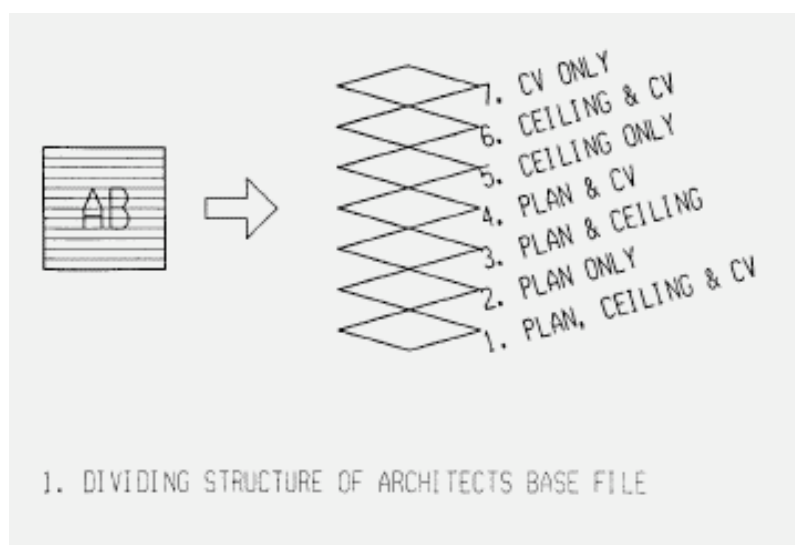 7. CV ONLY
6. CEILING & CV
5. CEILING ONLY
4. PLAN & CV
3. PLAN & CEILING
2. PLAN ONLY
1. PLAN, CEILING & CV
AB
1. DIVIDING STRUCTURE OF ARCHITECTS BASE FILE